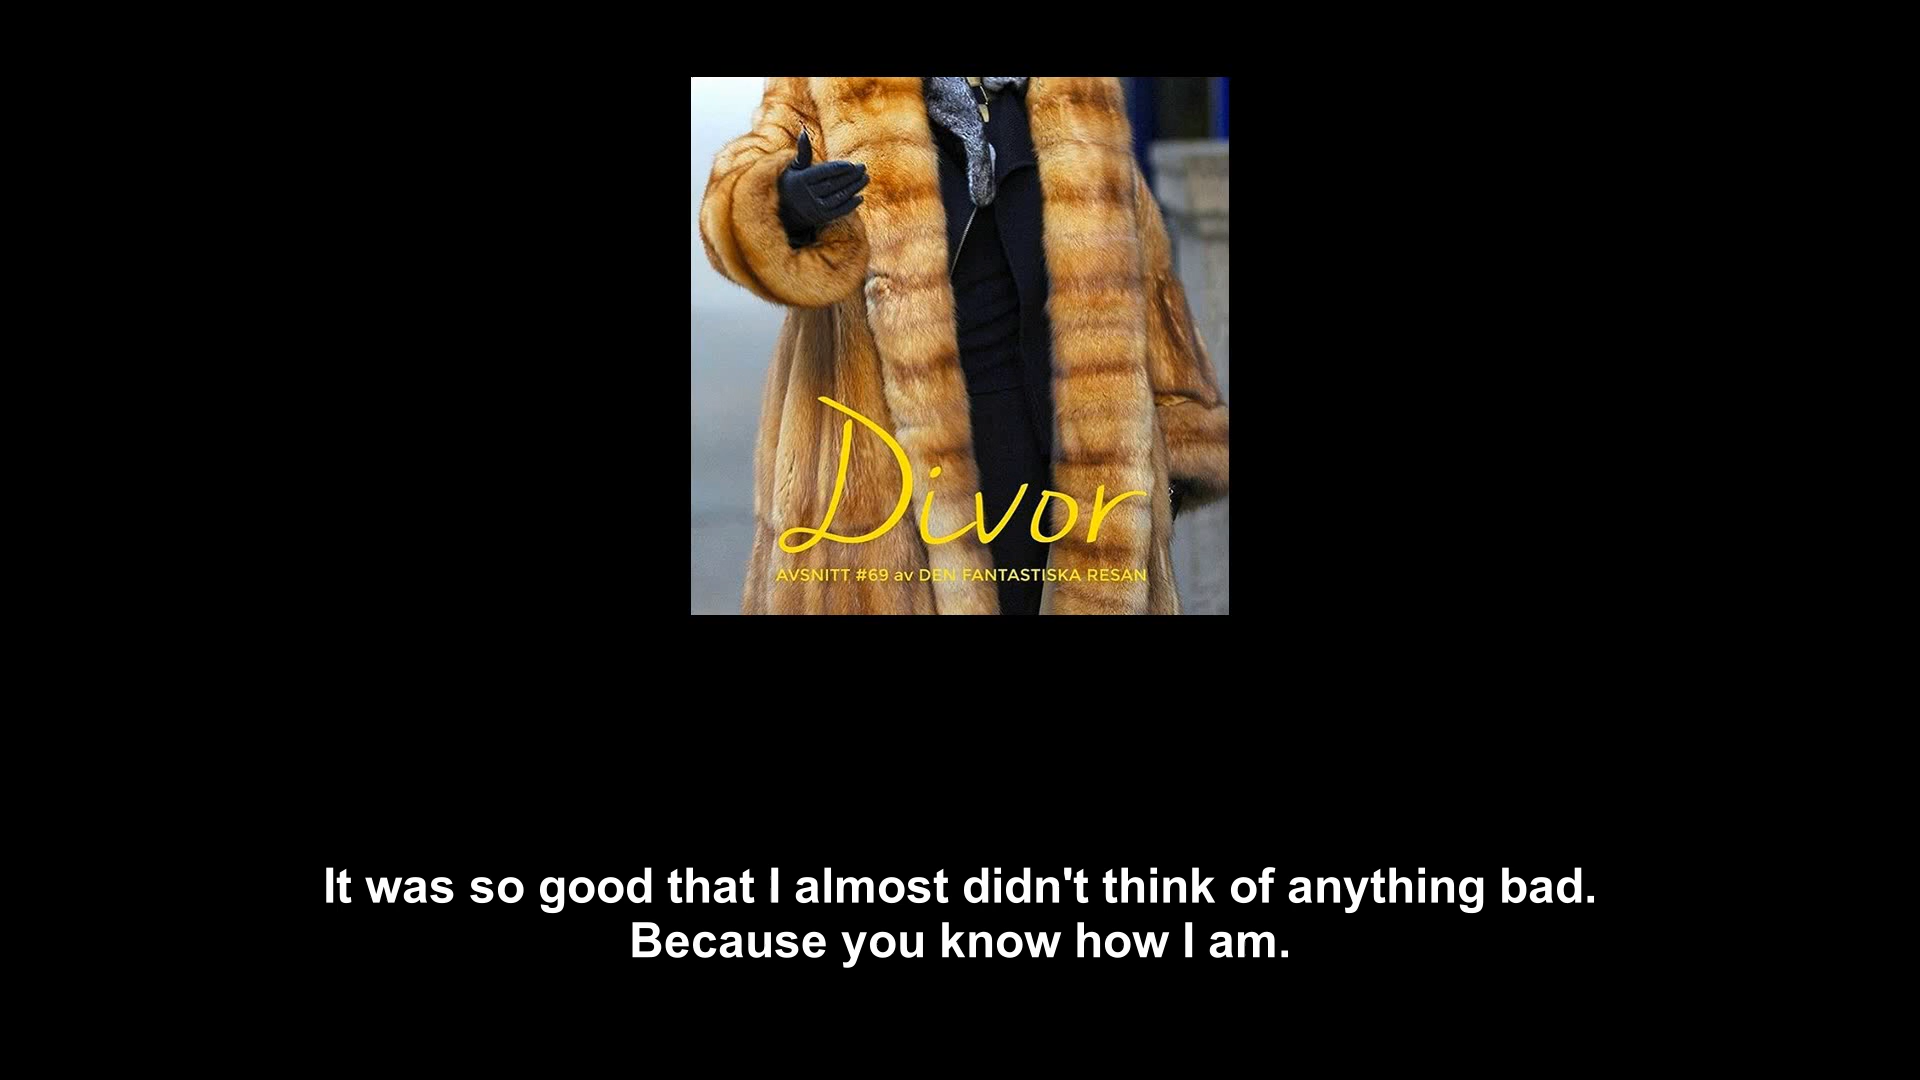 Divor
AVSNITT #69 av DEN FANTASTISKA RESAN
It was so good that I almost didn't think of anything bad.
Because you know how I am.